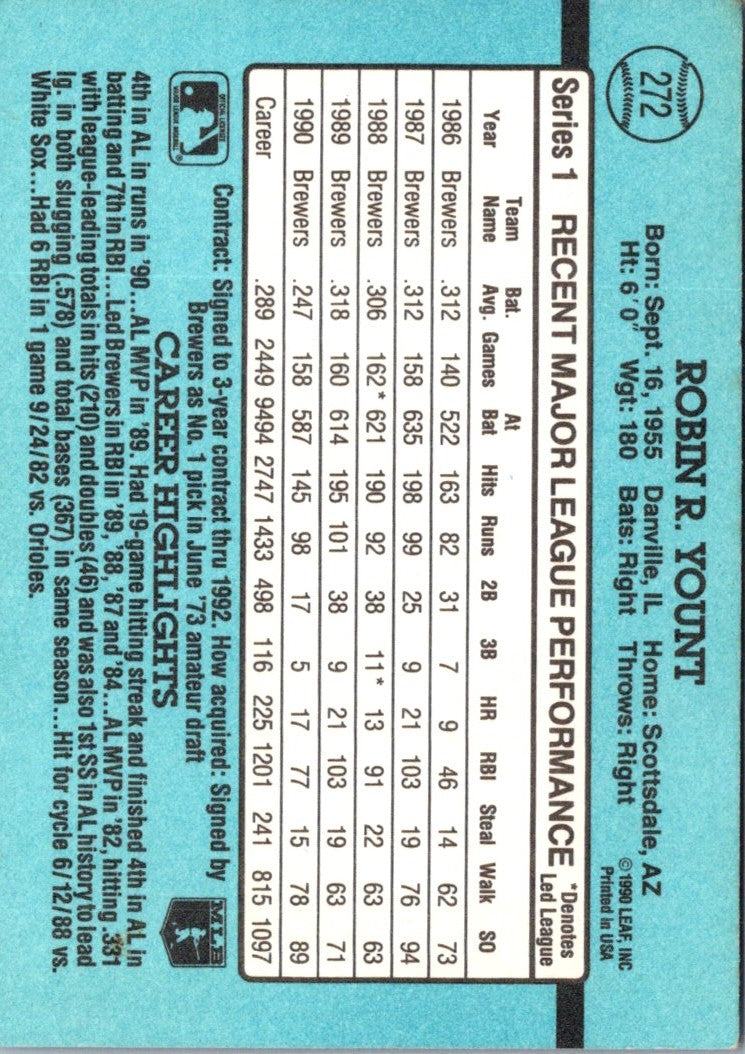 272
ROBIN R. YOUNT
©1990 LEAF, INC
Printed in USA
Born: Sept. 16, 1955 Danville, IL Home: Scottsdale, AZ
Ht: 6' 0" Wgt: 180 Bats: Right Throws: Right
Series 1 RECENT MAJOR LEAGUE PERFORMANCE *Denotes Led League
Year Team Name Bat. Avg. Games At Bat Hits Runs 2B 3B HR RBI Steal Walk SO
1986 Brewers .312 140 522 163 82 31 7 9 46 14 62 73
1987 Brewers .312 158 635 198 99 25 9 21 103 19 76 94
1988 Brewers .306 162* 621 190 92 38 11* 13 91 22 63 63
1989 Brewers .318 160 614 195 101 38 9 21 103 19 63 71
1990 Brewers .247 158 587 145 98 17 5 17 77 15 78 89
Career .289 2449 9494 2747 1433 498 116 225 1201 241 815 1097
OFFICIAL LICENSEE
MAJOR LEAGUE BASEBALL
Contract: Signed to 3-year contract thru 1992. How acquired: Signed by
Brewers as No. 1 pick in June '73 amateur draft
MLB
CAREER HIGHLIGHTS
4th in AL in runs in '90...AL MVP in '89. Had 19-game hitting streak and finished 4th in AL in
batting and 7th in RBI...Led Brewers in RBI in '89, '88, '87 and '84...AL MVP in '82, hitting .331
with league-leading totals in hits (210) and doubles (46) and was also 1st SS in AL history to lead
lg. in both slugging (.578) and total bases (367) in same season...Hit for cycle 6/12/88 vs.
White Sox...Had 6 RBI in 1 game 9/24/82 vs. Orioles.